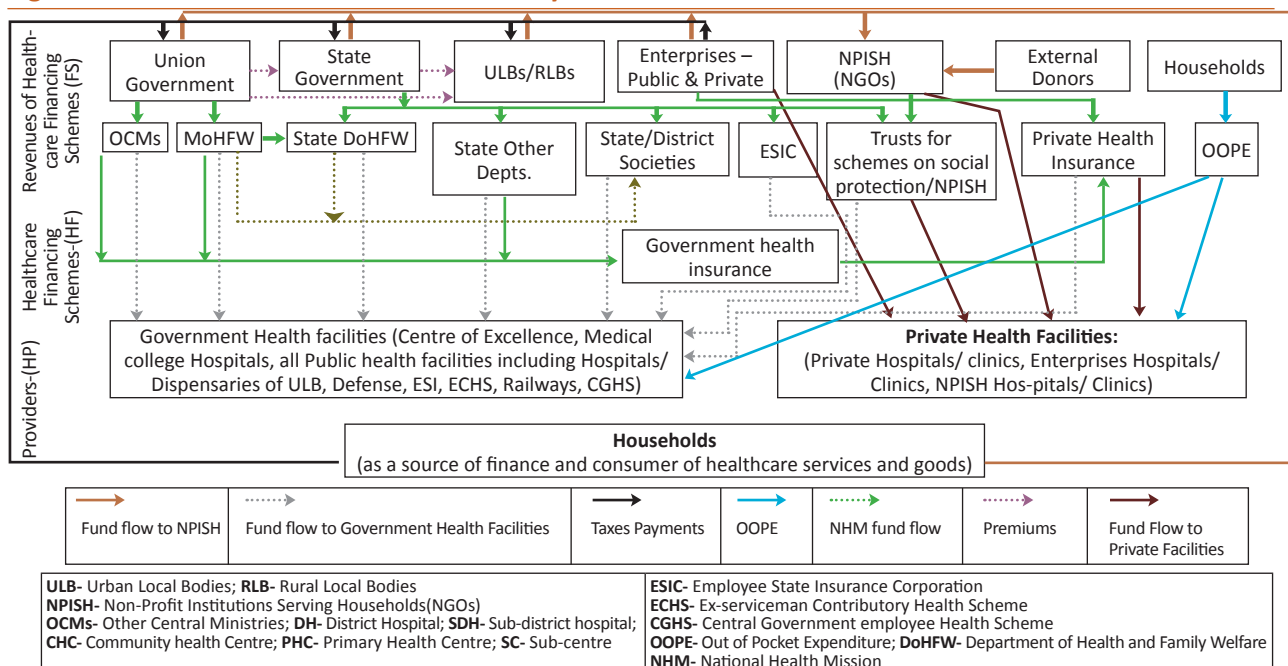 Revenues of Health-
care Financing
Schemes (FS)
Union
Government
State
Government
ULBs/RLBs
Enterprises –
Public & Private
NPISH
(NGOs)
External
Donors
Households
OCMs
MoHFW
State DoHFW
State Other
Depts.
State/District
Societies
ESIC
Trusts for
schemes on social
protection/NPISH
Private Health
Insurance
OOPE
Healthcare
Financing
Schemes-(HF)
Government health
insurance
Providers-(HP)
Government Health facilities (Centre of Excellence, Medical
college Hospitals, all Public health facilities including Hospitals/
Dispensaries of ULB, Defense, ESI, ECHS, Railways, CGHS)
Private Health Facilities:
(Private Hospitals/ clinics, Enterprises Hospitals/
Clinics, NPISH Hos-pitals/ Clinics)
Households
(as a source of finance and consumer of healthcare services and goods)
Fund flow to NPISH
Fund flow to Government Health Facilities
Taxes Payments
OOPE
NHM fund flow
Premiums
Fund Flow to
Private Facilities
ULB- Urban Local Bodies; RLB- Rural Local Bodies
NPISH- Non-Profit Institutions Serving Households(NGOs)
OCMs- Other Central Ministries; DH- District Hospital; SDH- Sub-district hospital;
CHC- Community health Centre; PHC- Primary Health Centre; SC- Sub-centre
ESIC- Employee State Insurance Corporation
ECHS- Ex-serviceman Contributory Health Scheme
CGHS- Central Government employee Health Scheme
OOPE- Out of Pocket Expenditure; DoHFW- Department of Health and Family Welfare
NHM- National Health Mission